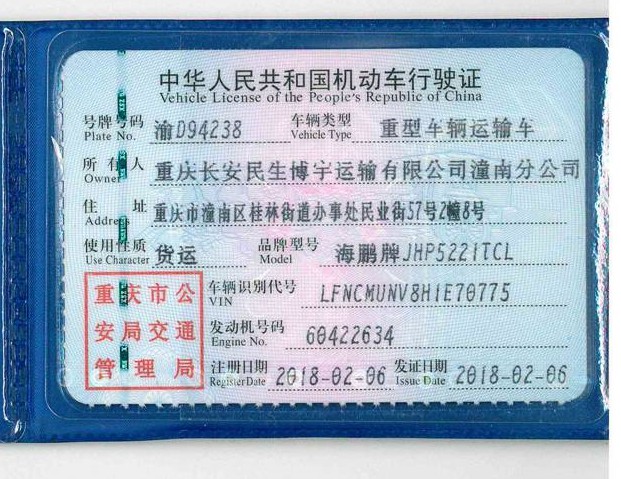 中华人民共和国机动车行驶证
Vehicle License of the People's Republic of China
号牌号码 渝D94238 车辆类型 重型车辆运输车
Plate No. Vehicle Type
所有人 重庆长安民生博宇运输有限公司潼南分公司
Owner
住址 重庆市潼南区桂林街道办事处民业街57号2幢8号
Address
使用性质 货运 品牌型号 海鹏牌JHP5221TCL
Use Character Model
重庆市公
安局交通
管理局
车辆识别代号 LFNCMUNV8H1E70775
VIN
发动机号码 60422634
Engine No.
注册日期 2018-02-06 发证日期 2018-02-06
Register Date Issue Date